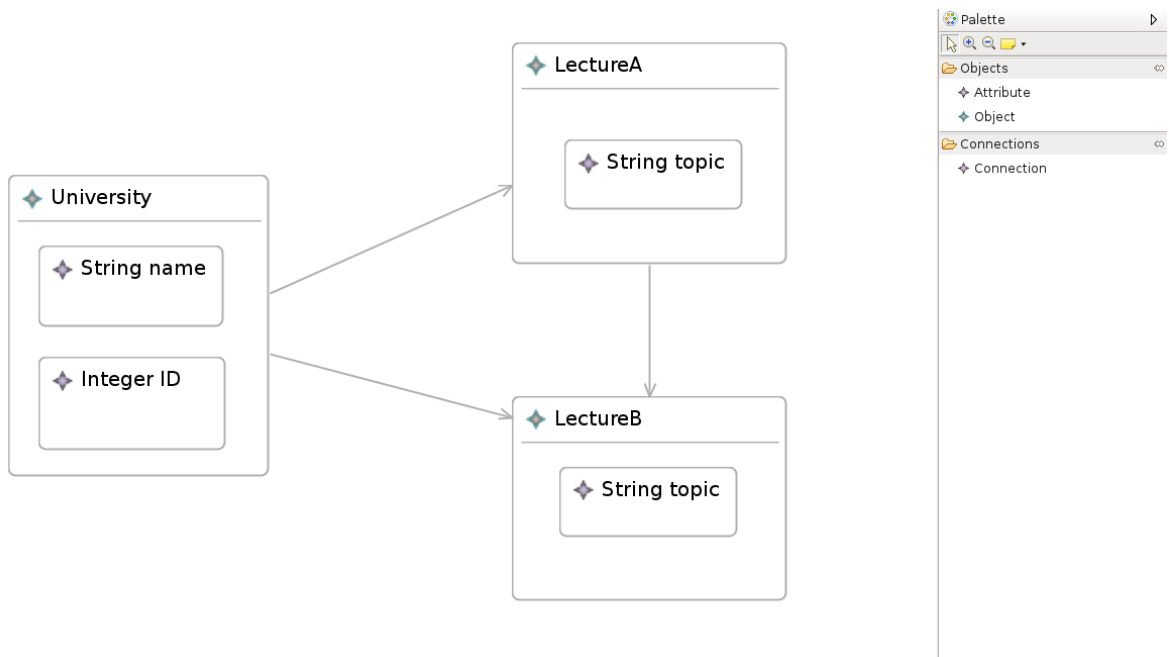 University
String name
Integer ID
LectureA
String topic
LectureB
String topic
Palette
Objects
Attribute
Object
Connections
Connection